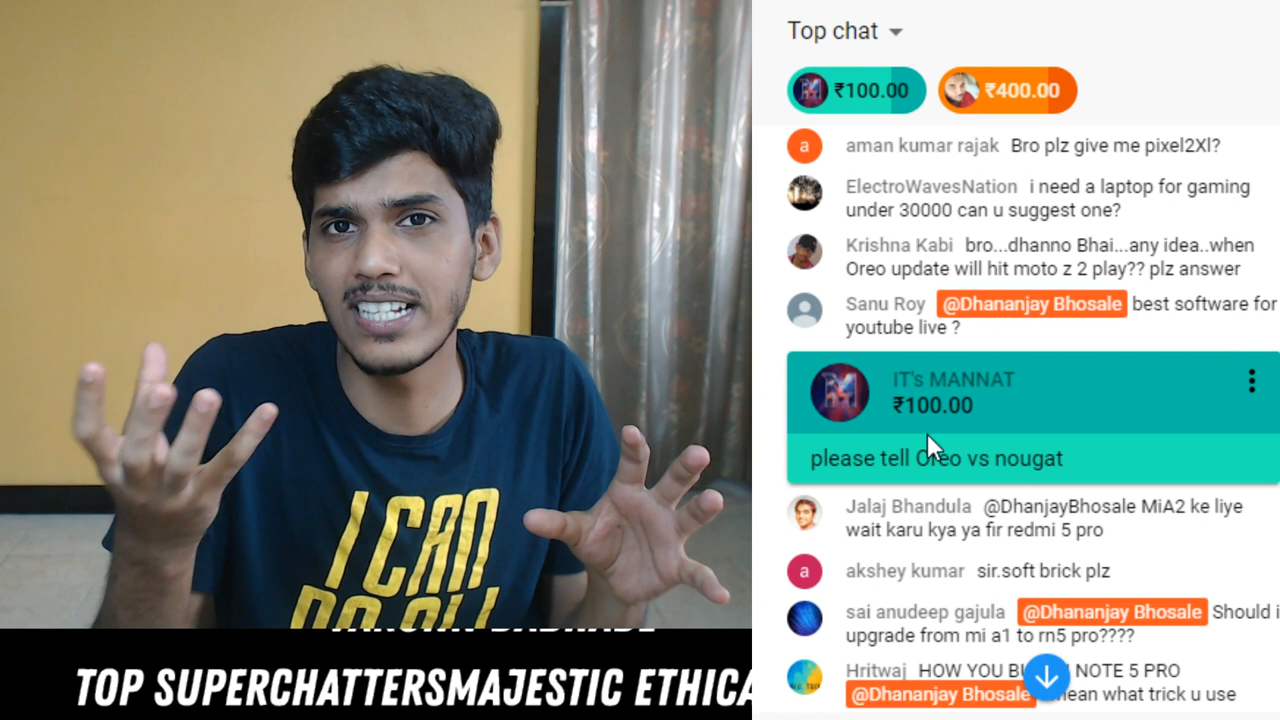 I CAN
DO ALL
TOP SUPERCHATTERSMAJESTIC ETHICA
Top chat
₹100.00 ₹400.00
aman kumar rajak Bro plz give me pixel2Xl?
ElectroWavesNation i need a laptop for gaming
under 30000 can u suggest one?
Krishna Kabi bro...dhanno Bhai...any idea..when
Oreo update will hit moto z 2 play?? plz answer
Sanu Roy @Dhananjay Bhosale best software for
youtube live ?
IT's MANNAT
₹100.00
please tell Oreo vs nougat
Jalaj Bhandula @DhanjayBhosale MiA2 ke liye
wait karu kya ya fir redmi 5 pro
a akshey kumar sir.soft brick plz
sai anudeep gajula @Dhananjay Bhosale Should i
upgrade from mi a1 to rn5 pro????
Hritwaj HOW YOU NOTE 5 PRO
@Dhananjay Bhosale mean what trick u use